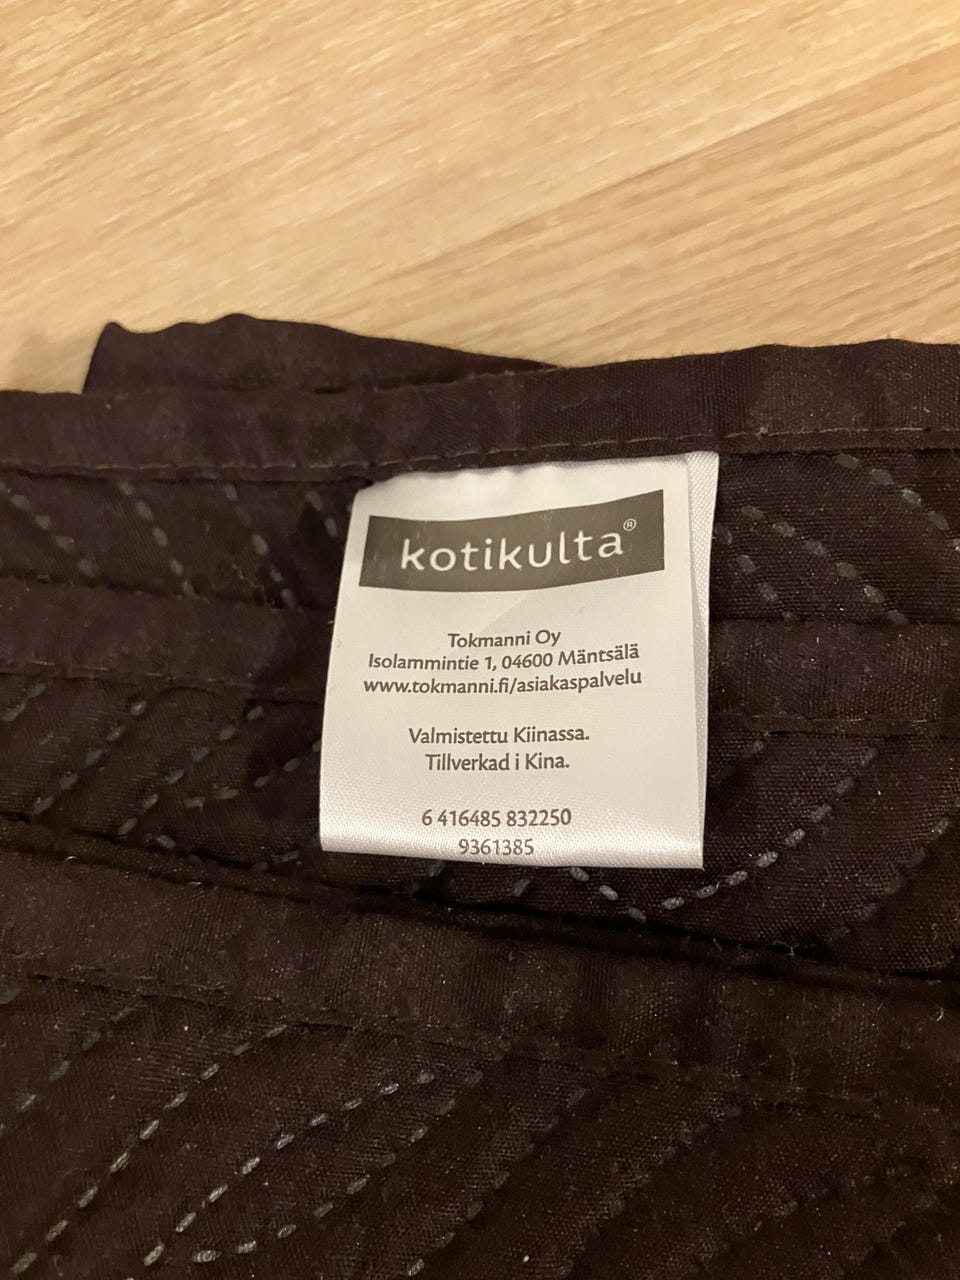 kotikulta®
Tokmanni Oy
Isolammintie 1, 04600 Mäntsälä
www.tokmanni.fi/asiakaspalvelu
Valmistettu Kiinassa.
Tillverkad i Kina.
6 416485 832250
9361385